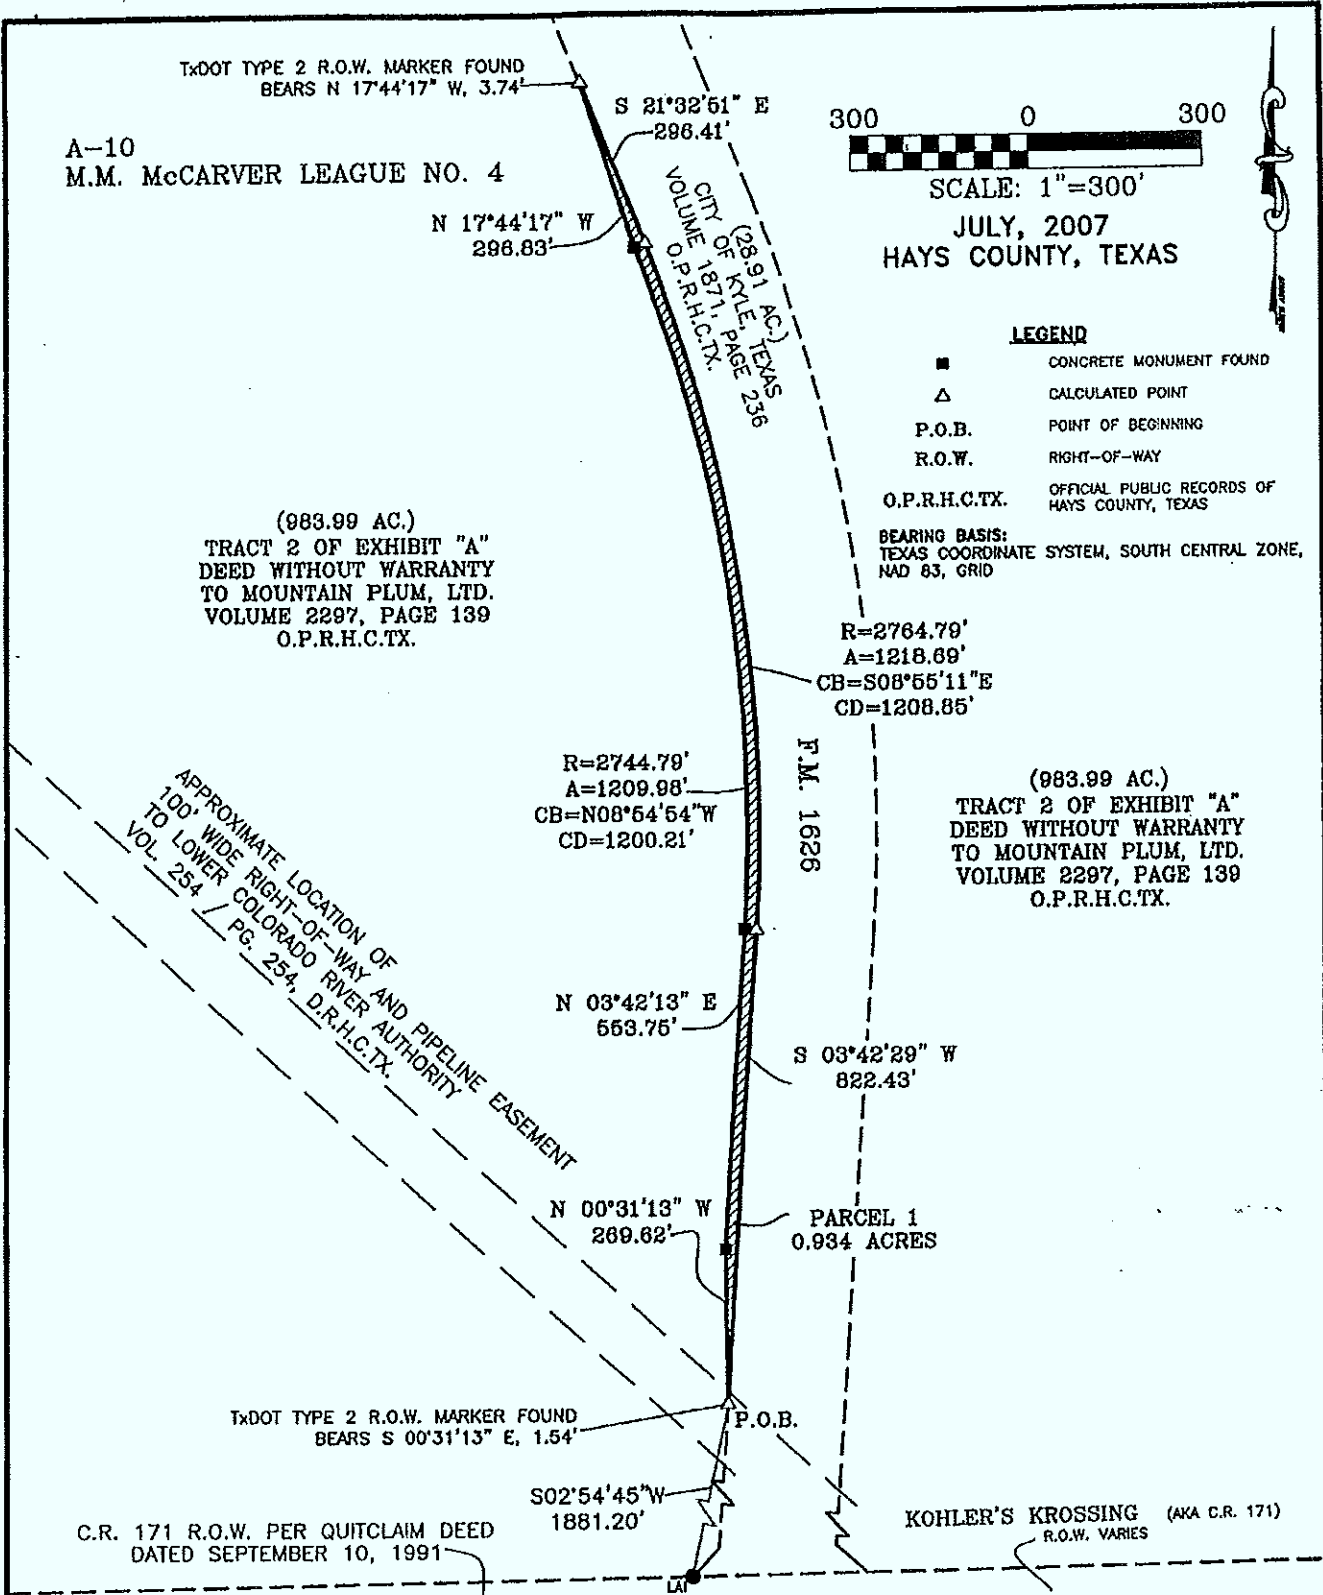 TxDOT TYPE 2 R.O.W. MARKER FOUND
BEARS N 17°44'17" W, 3.74'
A-10
M.M. McCARVER LEAGUE NO. 4
S 21°32'51" E
296.41'
N 17°44'17" W
296.83'
(28.91 AC.)
CITY OF KYLE, TEXAS
VOLUME 1871, PAGE 236
O.P.R.H.C.TX.
300 0 300
SCALE: 1"=300'
JULY, 2007
HAYS COUNTY, TEXAS
LEGEND
CONCRETE MONUMENT FOUND
CALCULATED POINT
P.O.B. POINT OF BEGINNING
R.O.W. RIGHT-OF-WAY
O.P.R.H.C.TX. OFFICIAL PUBLIC RECORDS OF
HAYS COUNTY, TEXAS
BEARING BASIS:
TEXAS COORDINATE SYSTEM, SOUTH CENTRAL ZONE,
NAD 83, GRID
(983.99 AC.)
TRACT 2 OF EXHIBIT "A"
DEED WITHOUT WARRANTY
TO MOUNTAIN PLUM, LTD.
VOLUME 2297, PAGE 139
O.P.R.H.C.TX.
R=2764.79'
A=1218.69'
CB=S08°55'11"E
CD=1208.85'
R=2744.79'
A=1209.98'
CB=N08°54'54"W
CD=1200.21'
F.M. 1626
(983.99 AC.)
TRACT 2 OF EXHIBIT "A"
DEED WITHOUT WARRANTY
TO MOUNTAIN PLUM, LTD.
VOLUME 2297, PAGE 139
O.P.R.H.C.TX.
APPROXIMATE LOCATION OF
100' WIDE RIGHT-OF-WAY AND PIPELINE EASEMENT
TO LOWER COLORADO RIVER AUTHORITY
VOL. 254 / PG. 254, D.R.H.C.TX.
N 03°42'13" E
553.75'
S 03°42'29" W
822.43'
N 00°31'13" W
269.62'
PARCEL 1
0.934 ACRES
TxDOT TYPE 2 R.O.W. MARKER FOUND
BEARS S 00°31'13" E, 1.54'
P.O.B.
S02°54'45"W
1881.20'
C.R. 171 R.O.W. PER QUITCLAIM DEED
DATED SEPTEMBER 10, 1991
KOHLER'S KROSSING (AKA C.R. 171)
R.O.W. VARIES
LAI